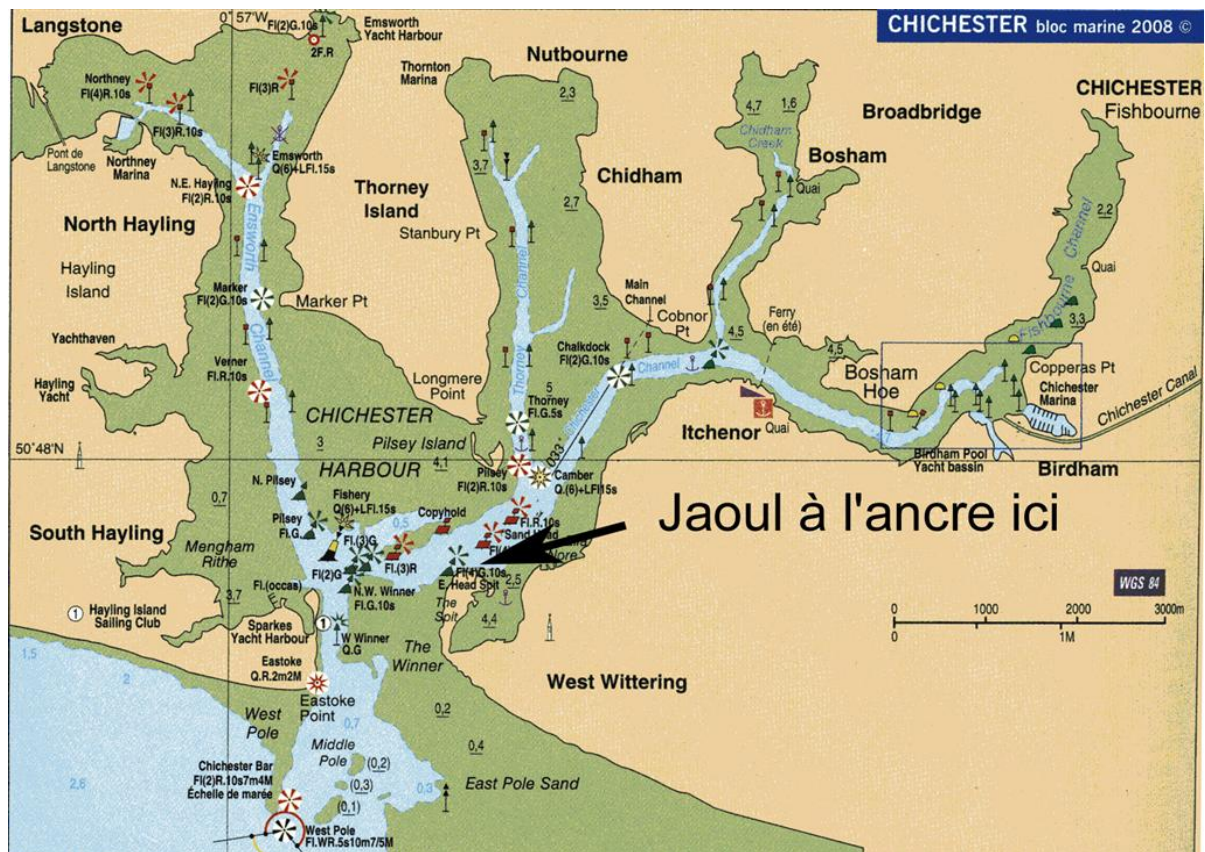 Langstone
0° 57'W
Fl(2)G.10s
Emsworth
Yacht Harbour
2F.R
CHICHESTER bloc marine 2008 ©
Northney
Fl(4)R.10s
Fl(3)R
Fl(3)R.10s
Thornton
Marina
Nutbourne
2,3
4,7
1,6
Broadbridge
CHICHESTER
Fishbourne
Pont de
Langstone
Northney
Marina
Emsworth
Q(6)+LFl.15s
N.E. Hayling
Fl(2)R.10s
Thorney
Island
Stanbury Pt
3,7
Chidham
2,7
Chidham
Creek
Bosham
Quai
2,2
North Hayling
Hayling
Island
Ensworth
Channel
Marker
Fl(2)G.10s
Marker Pt
Thorney Channel
3,5
Main
Channel
Cobnor
Pt
4,5
Ferry
(en été)
Quai
3,3
Fishbourne Channel
Yachthaven
Hayling
Yacht
Verner
Fl.R.10s
Longmere
Point
5
Thorney
Fl.G.5s
Chalkdock
Fl(2)G.10s
Channel
Chichester
033°
4,5
Bosham
Hoe
Copperas Pt
Chichester
Marina
Chichester Canal
Itchenor
Quai
Birdham Pool
Yacht bassin
Birdham
50°48'N
CHICHESTER
HARBOUR
3
Pilsey Island
4,1
Pilsey
Fl(2)R.10s
Camber
Q.(6)+LFl15s
0,7
N. Pilsey
Fishery
Q(6)+LFl.15s
Pilsey
Fl.G.
Fl.(3)G
0,5
Copyhold
Fl.R.10s
Sand Head
Jaoul à l'ancre ici
South Hayling
Mengham
Rithe
Fl(2)G
Fl.(3)R
Fl(4)G.10s
E. Head Spit
Nore
2,5
Fl.(occas)
N.W. Winner
Fl.G.10s
3,7
The
Spit
4,4
WGS 84
0 1000 2000 3000m
0 1M
1 Hayling Island
Sailing Club
Sparkes
Yacht Harbour
1
W Winner
Q.G
The
Winner
Eastoke
Q.R.2m2M
Eastoke
Point
West Wittering
1,5
2
West
Pole
0,7
0,2
Middle
Pole
(0,2)
0,4
Chichester Bar
Fl(2)R.10s7m4M
Échelle de marée
(0,3)
(0,1)
0,3
East Pole Sand
2,6
West Pole
Fl.WR.5s10m7/5M